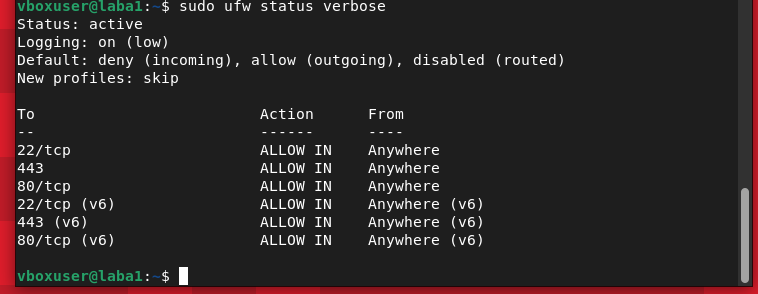 vboxuser@laba1:~$ sudo ufw status verbose
Status: active
Logging: on (low)
Default: deny (incoming), allow (outgoing), disabled (routed)
New profiles: skip
To                         Action      From
--                         ------      ----
22/tcp                     ALLOW IN    Anywhere
443                        ALLOW IN    Anywhere
80/tcp                     ALLOW IN    Anywhere
22/tcp (v6)                ALLOW IN    Anywhere (v6)
443 (v6)                   ALLOW IN    Anywhere (v6)
80/tcp (v6)                ALLOW IN    Anywhere (v6)
vboxuser@laba1:~$